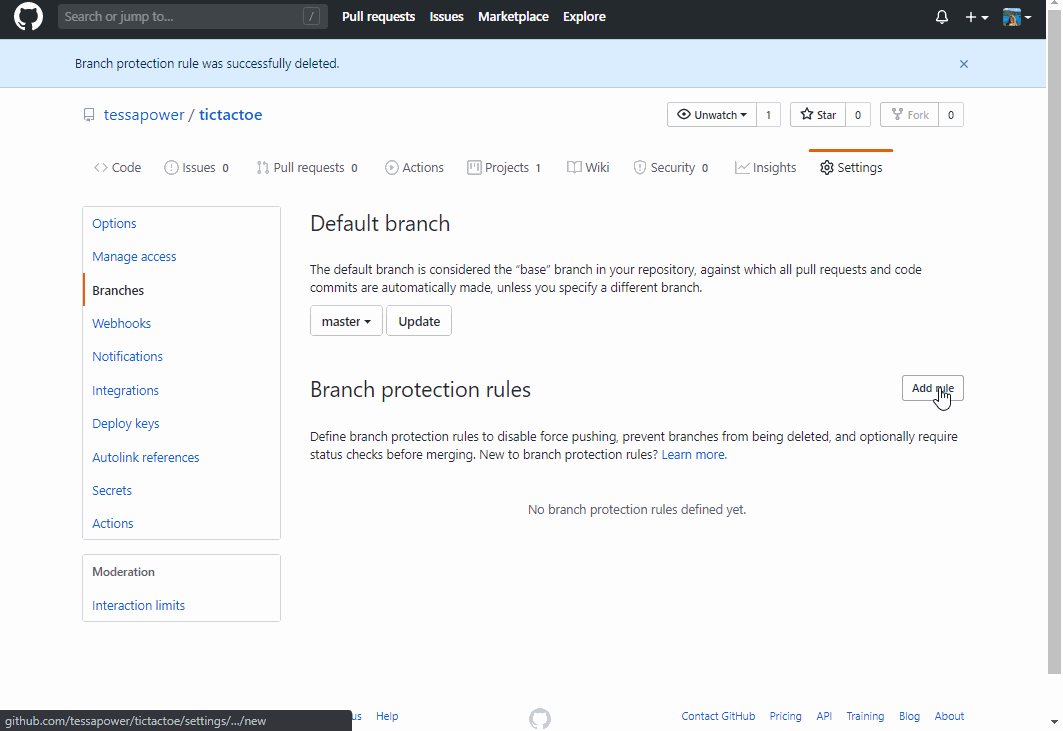 Search or jump to... / Pull requests Issues Marketplace Explore
Branch protection rule was successfully deleted.
tessapower / tictactoe Unwatch 1 Star 0 Fork 0
Code Issues 0 Pull requests 0 Actions Projects 1 Wiki Security 0 Insights Settings
Options
Manage access
Branches
Webhooks
Notifications
Integrations
Deploy keys
Autolink references
Secrets
Actions
Moderation
Interaction limits
Default branch
The default branch is considered the “base” branch in your repository, against which all pull requests and code
commits are automatically made, unless you specify a different branch.
master Update
Branch protection rules Add rule
Define branch protection rules to disable force pushing, prevent branches from being deleted, and optionally require
status checks before merging. New to branch protection rules? Learn more.
No branch protection rules defined yet.
github.com/tessapower/tictactoe/settings/.../new
us Help Contact GitHub Pricing API Training Blog About